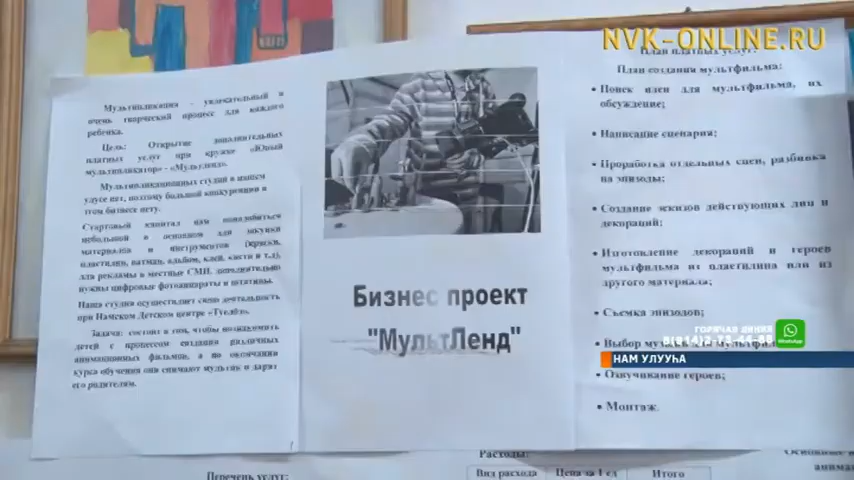 NVK-ONLINE.RU
Мультипликация - увлекательный и
очень творческий процесс для каждого
ребенка.
Цель: Открытие дополнительных
платных услуг при кружке «Юный
мультипликатор» - «Мультленд».
Мультипликационных студий в нашем
улусе нет, поэтому большой конкуренции в
этом бизнесе нету.
Стартовый капитал нам понадобиться
небольшой в основном для закупки
материалов и инструментов (краски,
пластилин, ватман, альбом, клей, кисти и т.д),
для рекламы в местные СМИ, дополнительно
нужны цифровые фотоаппараты и штативы.
Наша студия осуществит свою деятельность
при Намском Детском центре
Задача: состоит в том, чтобы познакомить
детей с процессом создания различных
анимационных фильмов, а по окончании
курса обучения они снимают мультик и дарят
его родителям.
Бизнес проект
"МультЛенд"
План платных услуг:
План создания мультфильма:
• Поиск идеи для мультфильма, их
обсуждение;
• Написание сценария;
• Проработка отдельных сцен, разбивка
на эпизоды;
• Создание эскизов действующих лиц и
декораций;
• Изготовление декораций и героев
мультфильма из пластилина или из
другого материала;
• Съемка эпизодов;
• Выбор
• Озвучивание героев;
• Монтаж.
ГОРЯЧАЯ ЛИНИЯ
WhatsApp
НАМ УЛУУҺА
Перечень услуг:
Расходы:
Вид расхода Цена за 1 ед Итого